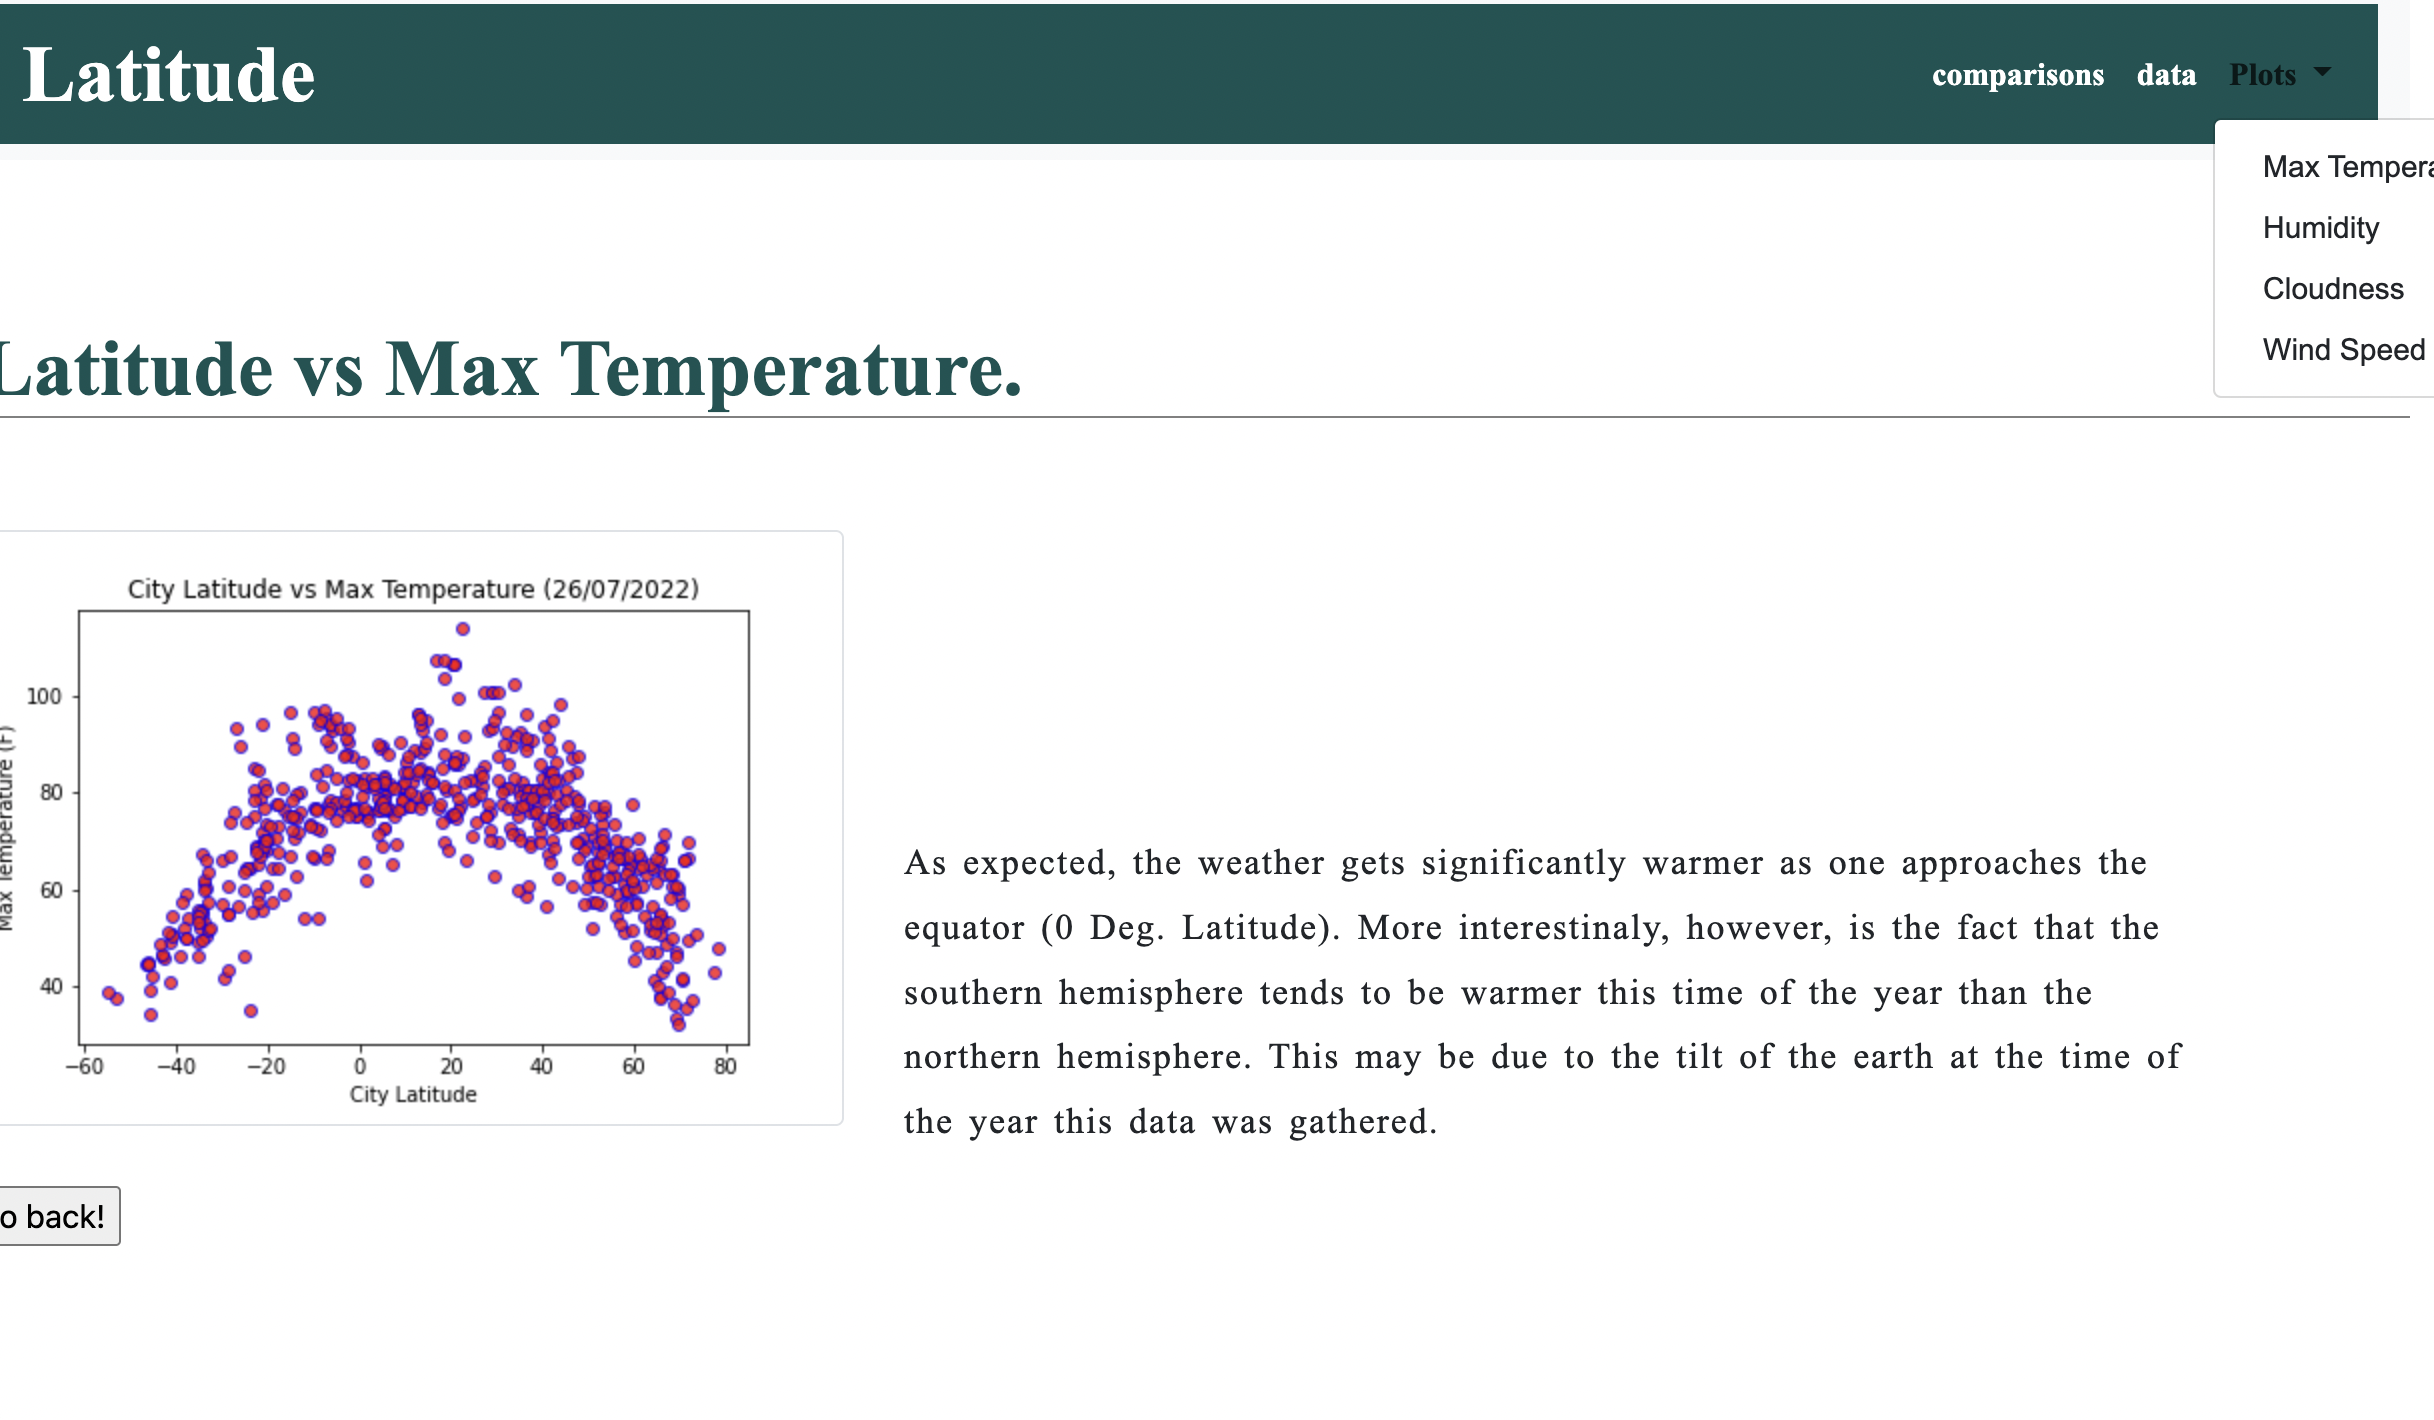 Latitude
comparisons data Plots
Max Tempera
Humidity
Cloudness
Wind Speed
Latitude vs Max Temperature.
City Latitude vs Max Temperature (26/07/2022)
Max Temperature (F)
100
80
60
40
−60 −40 −20 0 20 40 60 80
City Latitude
As expected, the weather gets significantly warmer as one approaches the
equator (0 Deg. Latitude). More interestinaly, however, is the fact that the
southern hemisphere tends to be warmer this time of the year than the
northern hemisphere. This may be due to the tilt of the earth at the time of
the year this data was gathered.
o back!